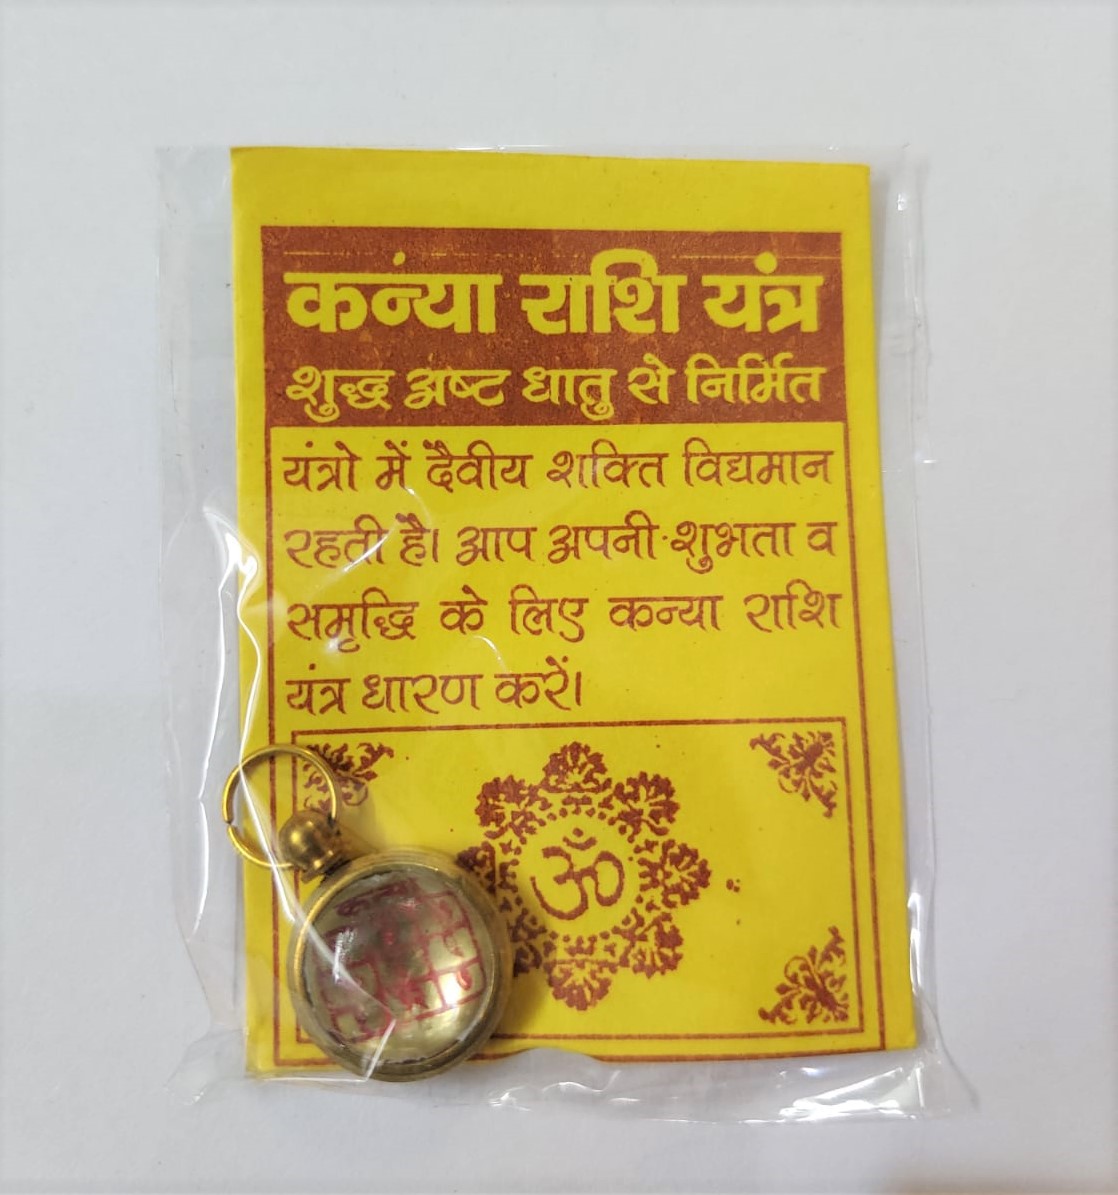 कन्या राशि यंत्र
शुद्ध अष्ट धातु से निर्मित
यंत्रो में दैवीय शक्ति विद्यमान
रहती है। आप अपनी शुभता व
समृद्धि के लिए कन्या राशि
यंत्र धारण करें।
ॐ